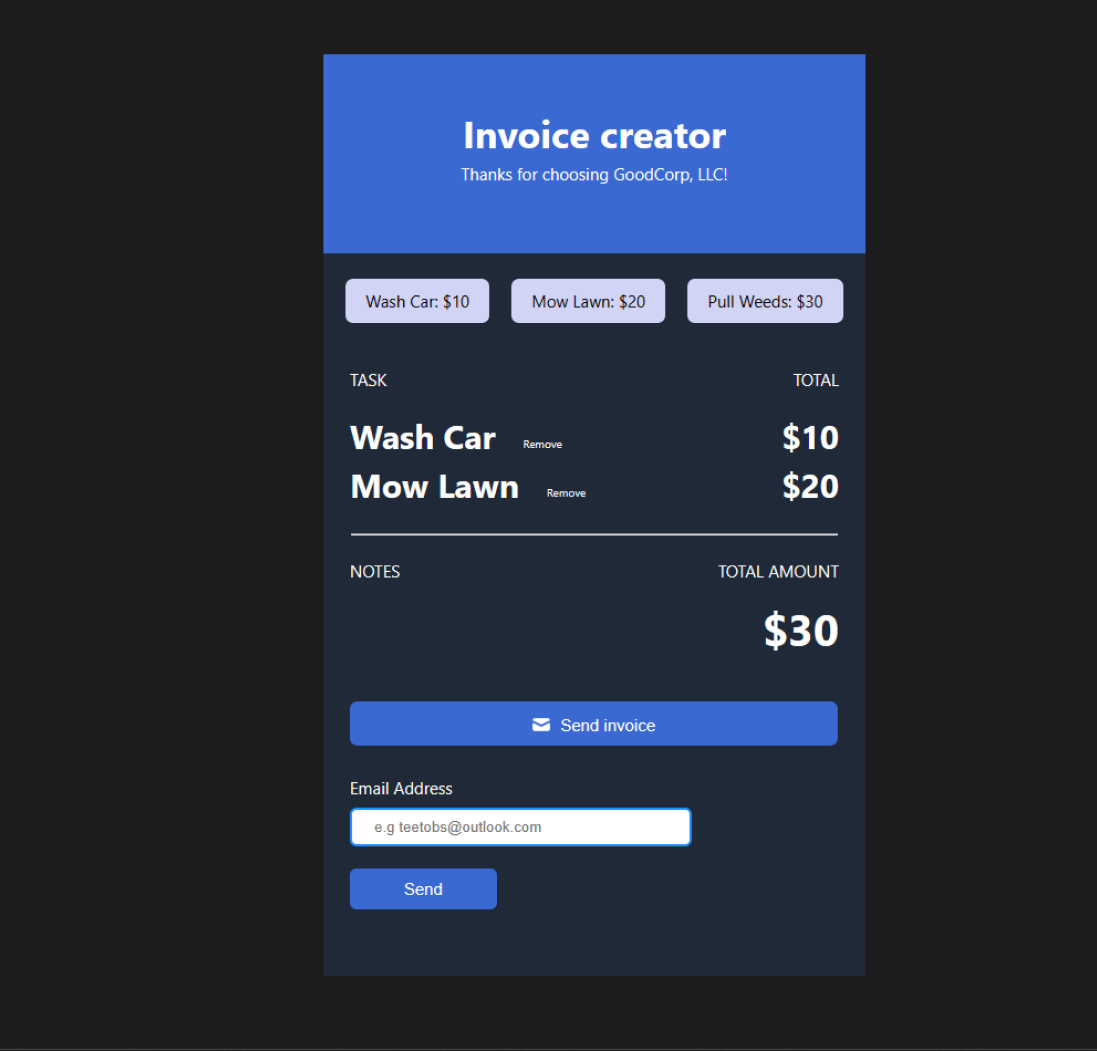 Invoice creator
Thanks for choosing GoodCorp, LLC!
Wash Car: $10 Mow Lawn: $20 Pull Weeds: $30
TASK TOTAL
Wash Car Remove $10
Mow Lawn Remove $20
NOTES TOTAL AMOUNT
$30
Send invoice
Email Address
e.g teetobs@outlook.com
Send